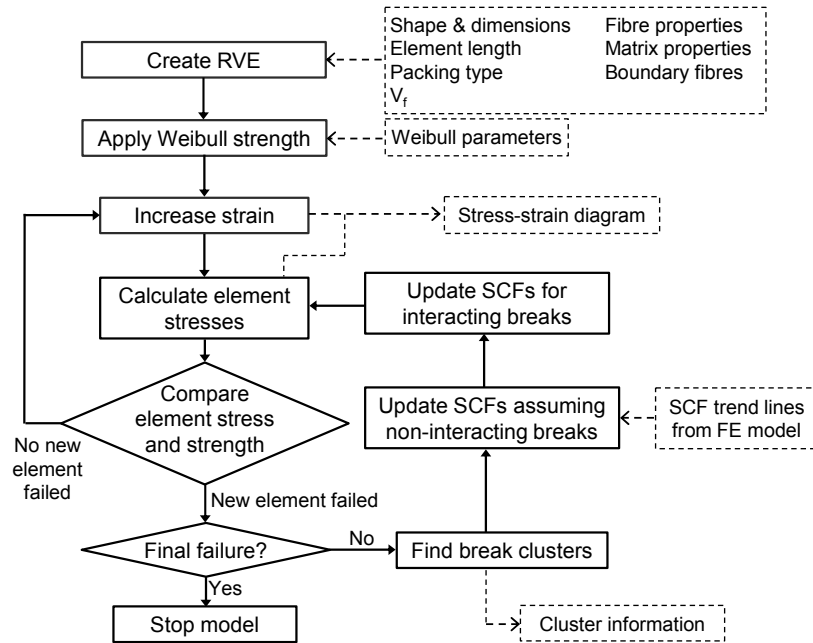 Create RVE
Shape & dimensions
Element length
Packing type
V_f
Fibre properties
Matrix properties
Boundary fibres
Apply Weibull strength
Weibull parameters
Increase strain
Stress-strain diagram
Calculate element
stresses
Update SCFs for
interacting breaks
Compare
element stress
and strength
Update SCFs assuming
non-interacting breaks
SCF trend lines
from FE model
No new
element
failed
New element failed
Final failure?
No
Find break clusters
Yes
Stop model
Cluster information